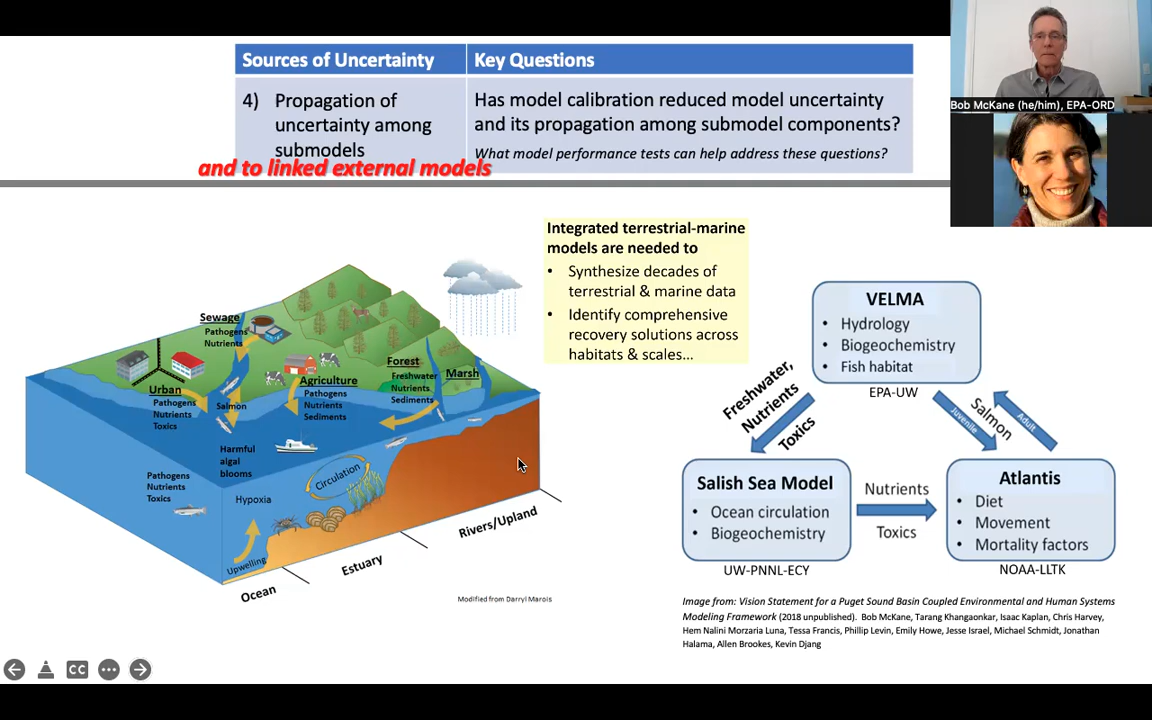 Sources of Uncertainty
Key Questions
4) Propagation of
uncertainty among
submodels
and to linked external models
Has model calibration reduced model uncertainty
and its propagation among submodel components?
What model performance tests can help address these questions?
Bob McKane (he/him), EPA-ORD
Integrated terrestrial-marine
models are needed to
• Synthesize decades of
terrestrial & marine data
• Identify comprehensive
recovery solutions across
habitats & scales...
Sewage
Pathogens
Nutrients
Urban
Pathogens
Nutrients
Toxics
Salmon
Agriculture
Pathogens
Nutrients
Sediments
Forest
Freshwater
Nutrients
Sediments
Marsh
Harmful
algal
blooms
Pathogens
Nutrients
Toxics
Hypoxia
Circulation
Upwelling
Ocean
Estuary
Rivers/Upland
Modified from Darryl Marois
VELMA
• Hydrology
• Biogeochemistry
• Fish habitat
EPA-UW
Freshwater,
Nutrients
Toxics
Juvenile
Salmon
Adult
Salish Sea Model
• Ocean circulation
• Biogeochemistry
UW-PNNL-ECY
Nutrients
Toxics
Atlantis
• Diet
• Movement
• Mortality factors
NOAA-LLTK
Image from: Vision Statement for a Puget Sound Basin Coupled Environmental and Human Systems
Modeling Framework (2018 unpublished). Bob McKane, Tarang Khangaonkar, Isaac Kaplan, Chris Harvey,
Hem Nalini Morzaria Luna, Tessa Francis, Phillip Levin, Emily Howe, Jesse Israel, Michael Schmidt, Jonathan
Halama, Allen Brookes, Kevin Djang
CC